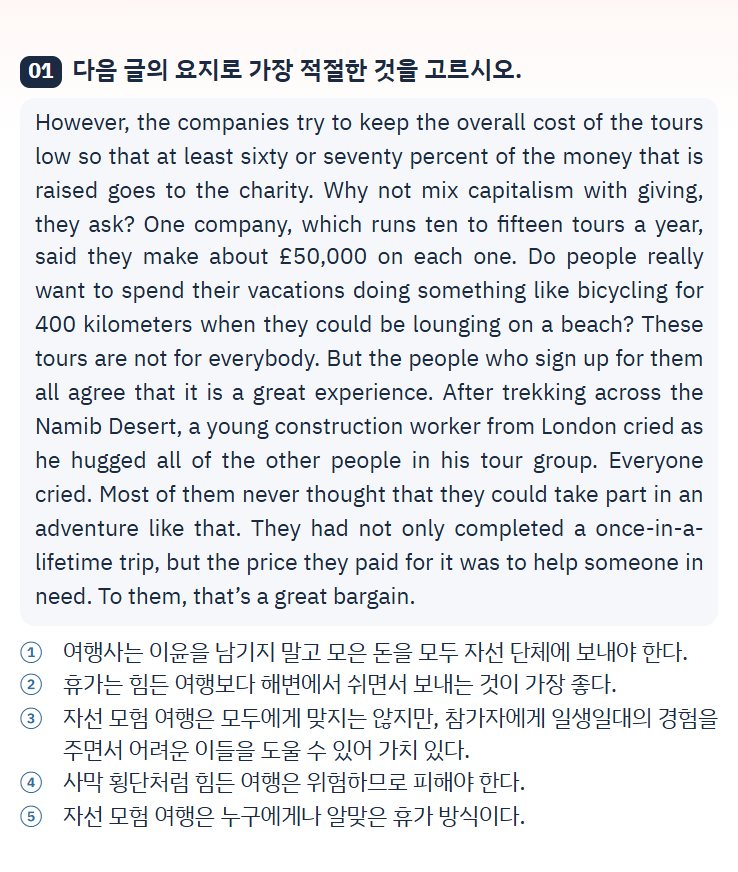 01 다음 글의 요지로 가장 적절한 것을 고르시오.
However, the companies try to keep the overall cost of the tours
low so that at least sixty or seventy percent of the money that is
raised goes to the charity. Why not mix capitalism with giving,
they ask? One company, which runs ten to fifteen tours a year,
said they make about £50,000 on each one. Do people really
want to spend their vacations doing something like bicycling for
400 kilometers when they could be lounging on a beach? These
tours are not for everybody. But the people who sign up for them
all agree that it is a great experience. After trekking across the
Namib Desert, a young construction worker from London cried as
he hugged all of the other people in his tour group. Everyone
cried. Most of them never thought that they could take part in an
adventure like that. They had not only completed a once-in-a-
lifetime trip, but the price they paid for it was to help someone in
need. To them, that’s a great bargain.
① 여행사는 이윤을 남기지 말고 모은 돈을 모두 자선 단체에 보내야 한다.
② 휴가는 힘든 여행보다 해변에서 쉬면서 보내는 것이 가장 좋다.
③ 자선 모험 여행은 모두에게 맞지는 않지만, 참가자에게 일생일대의 경험을
주면서 어려운 이들을 도울 수 있어 가치 있다.
④ 사막 횡단처럼 힘든 여행은 위험하므로 피해야 한다.
⑤ 자선 모험 여행은 누구에게나 알맞은 휴가 방식이다.